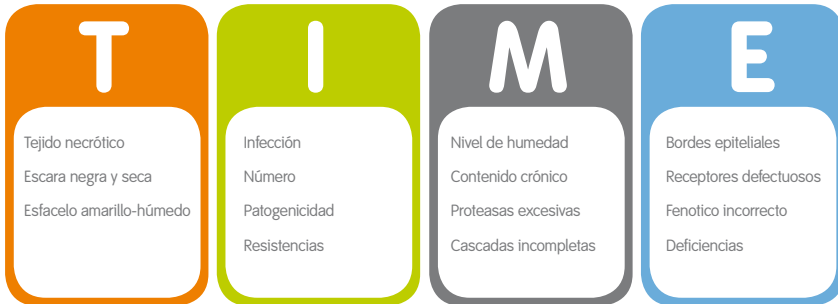 T
Tejido necrótico
Escara negra y seca
Esfacelo amarillo-húmedo
I
Infección
Número
Patogenicidad
Resistencias
M
Nivel de humedad
Contenido crónico
Proteasas excesivas
Cascadas incompletas
E
Bordes epiteliales
Receptores defectuosos
Fenotico incorrecto
Deficiencias